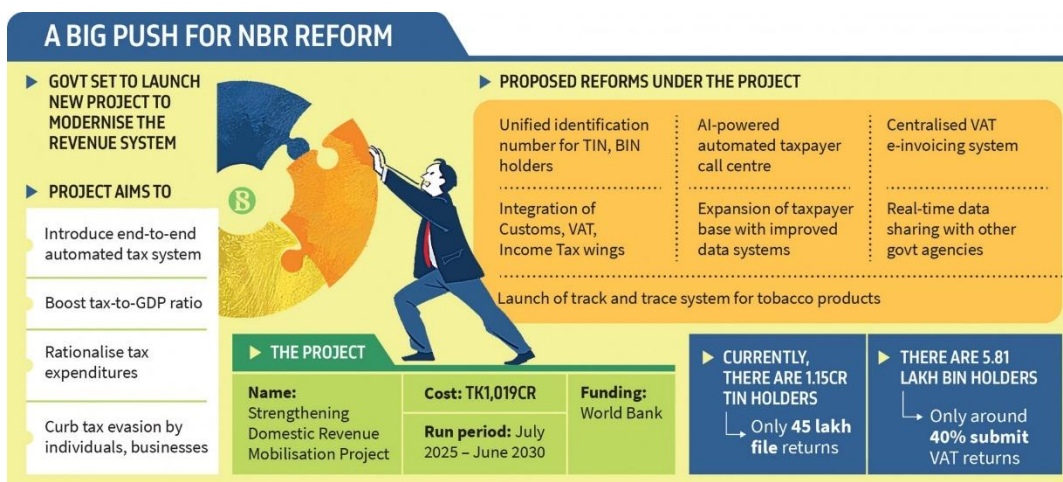 A BIG PUSH FOR NBR REFORM
GOVT SET TO LAUNCH
NEW PROJECT TO
MODERNISE THE
REVENUE SYSTEM
PROJECT AIMS TO
Introduce end-to-end
automated tax system
Boost tax-to-GDP ratio
Rationalise tax
expenditures
Curb tax evasion by
individuals, businesses
PROPOSED REFORMS UNDER THE PROJECT
Unified identification
number for TIN, BIN
holders
AI-powered
automated taxpayer
call centre
Centralised VAT
e-invoicing system
Integration of
Customs, VAT,
Income Tax wings
Expansion of taxpayer
base with improved
data systems
Real-time data
sharing with other
govt agencies
Launch of track and trace system for tobacco products
THE PROJECT
Name:
Strengthening
Domestic Revenue
Mobilisation Project
Cost: TK1,019CR
Run period: July
2025 – June 2030
Funding:
World Bank
CURRENTLY,
THERE ARE 1.15CR
TIN HOLDERS
Only 45 lakh
file returns
THERE ARE 5.81
LAKH BIN HOLDERS
Only around
40% submit
VAT returns